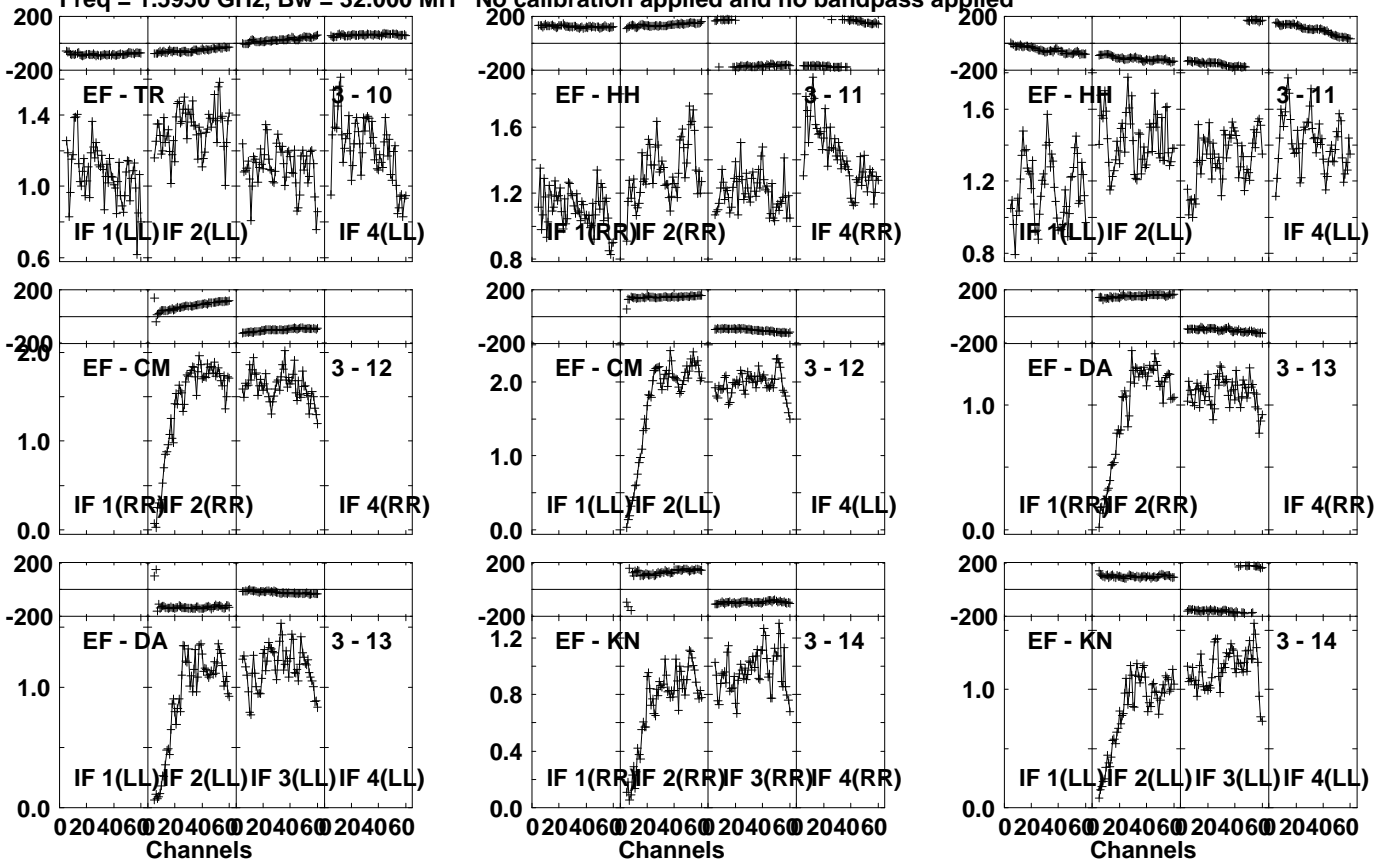 Freq = 1.5950 GHz, Bw = 32.000 MH No calibration applied and no bandpass applied
200
-200
EF - TR
3 - 10
1.4
1.0
0.6
IF 1(LL)
IF 2(LL)
IF 4(LL)
200
-200
EF - HH
3 - 11
1.6
1.2
0.8
IF 1(RR)
IF 2(RR)
IF 4(RR)
200
-200
EF - HH
3 - 11
1.6
1.2
0.8
IF 1(LL)
IF 2(LL)
IF 4(LL)
200
-200
EF - CM
3 - 12
2.0
1.0
0.0
IF 1(RR)
IF 2(RR)
IF 4(RR)
200
-200
EF - CM
3 - 12
2.0
1.0
0.0
IF 1(LL)
IF 2(LL)
IF 4(LL)
200
-200
EF - DA
3 - 13
1.0
0.0
IF 1(RR)
IF 2(RR)
IF 4(RR)
200
-200
EF - DA
3 - 13
1.0
0.0
IF 1(LL)
IF 2(LL)
IF 3(LL)
IF 4(LL)
0 20 40 60 0 20 40 60 0 20 40 60 0 20 40 60
Channels
200
-200
EF - KN
3 - 14
1.2
0.8
0.4
0.0
IF 1(RR)
IF 2(RR)
IF 3(RR)
IF 4(RR)
0 20 40 60 0 20 40 60 0 20 40 60 0 20 40 60
Channels
200
-200
EF - KN
3 - 14
1.0
0.0
IF 1(LL)
IF 2(LL)
IF 3(LL)
IF 4(LL)
0 20 40 60 0 20 40 60 0 20 40 60 0 20 40 60
Channels